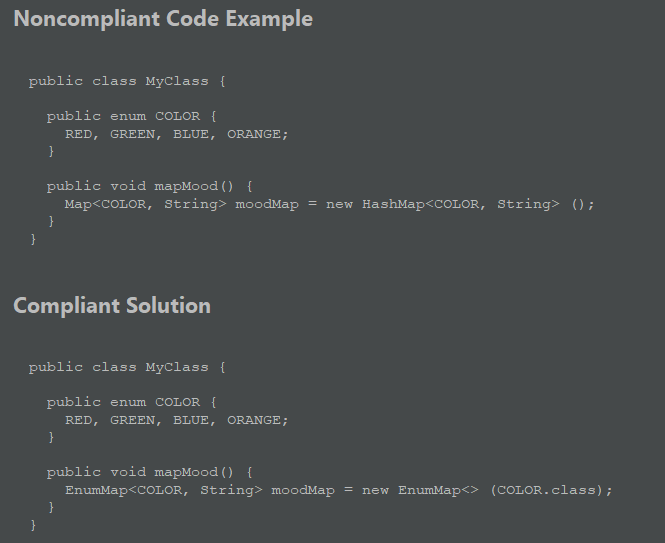 Noncompliant Code Example
public class MyClass {
public enum COLOR {
RED, GREEN, BLUE, ORANGE;
}
public void mapMood() {
Map<COLOR, String> moodMap = new HashMap<COLOR, String> ();
}
}
Compliant Solution
public class MyClass {
public enum COLOR {
RED, GREEN, BLUE, ORANGE;
}
public void mapMood() {
EnumMap<COLOR, String> moodMap = new EnumMap<> (COLOR.class);
}
}